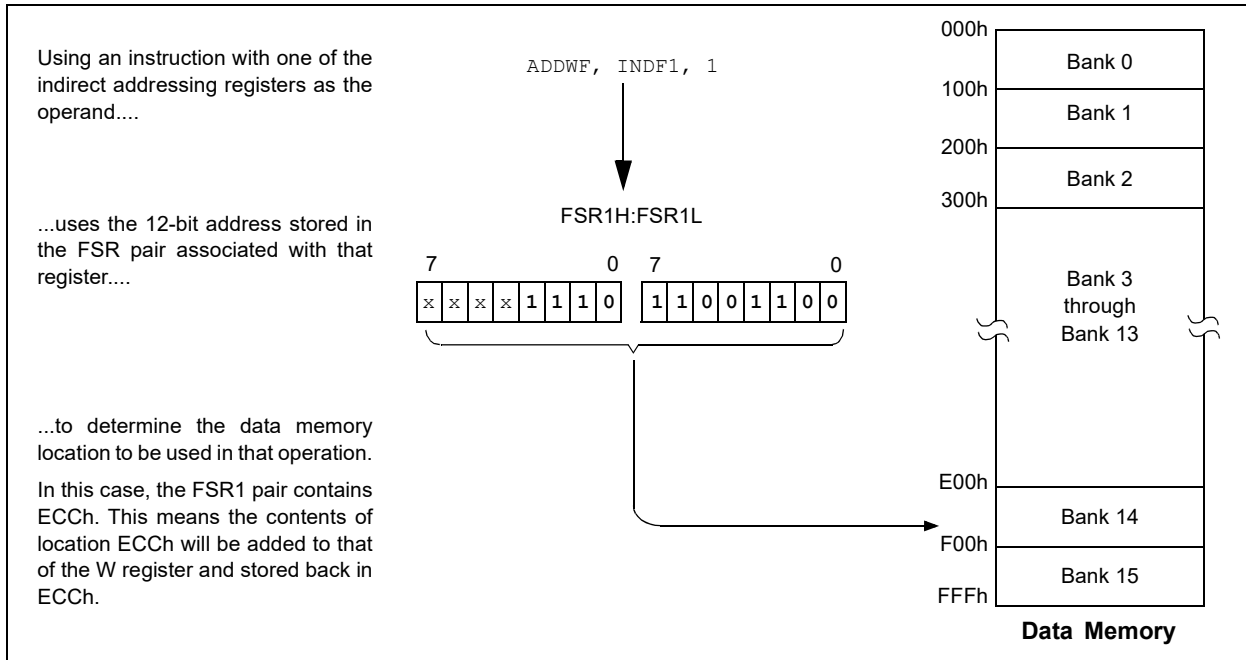 Using an instruction with one of the
indirect addressing registers as the
operand....
ADDWF, INDF1, 1
...uses the 12-bit address stored in
the FSR pair associated with that
register....
FSR1H:FSR1L
7 0 7 0
x x x x 1 1 1 0 1 1 0 0 1 1 0 0
...to determine the data memory
location to be used in that operation.
In this case, the FSR1 pair contains
ECCh. This means the contents of
location ECCh will be added to that
of the W register and stored back in
ECCh.
000h
Bank 0
100h
Bank 1
200h
Bank 2
300h
Bank 3
through
Bank 13
E00h
Bank 14
F00h
Bank 15
FFFh
Data Memory